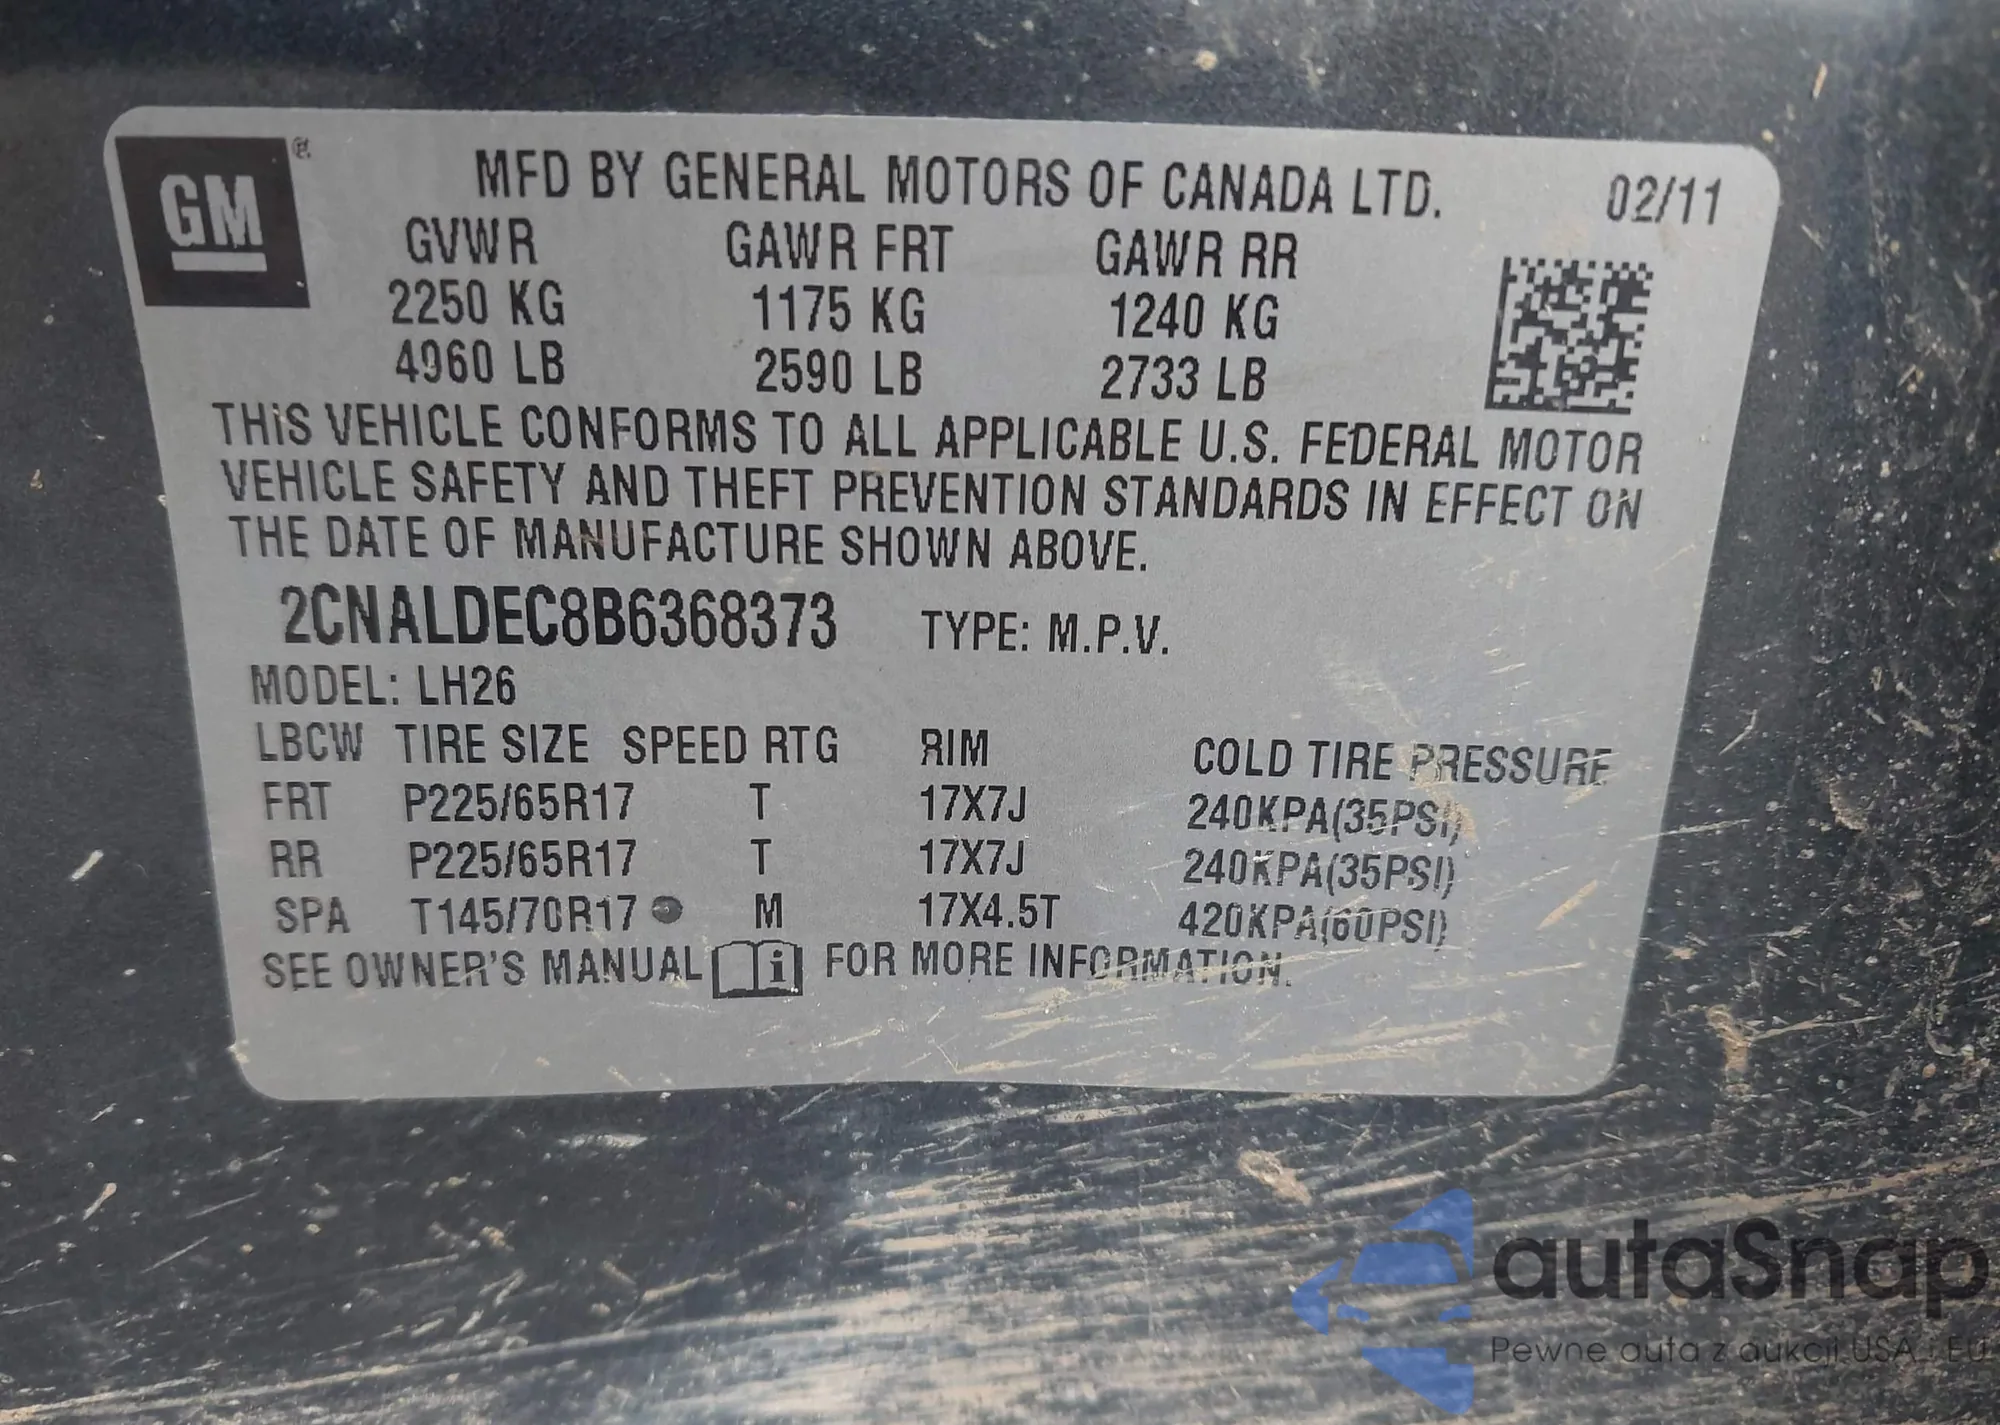 GM ®
MFD BY GENERAL MOTORS OF CANADA LTD. 02/11
GVWR GAWR FRT GAWR RR
2250 KG 1175 KG 1240 KG
4960 LB 2590 LB 2733 LB
THIS VEHICLE CONFORMS TO ALL APPLICABLE U.S. FEDERAL MOTOR
VEHICLE SAFETY AND THEFT PREVENTION STANDARDS IN EFFECT ON
THE DATE OF MANUFACTURE SHOWN ABOVE.
2CNALDEC8B6368373 TYPE: M.P.V.
MODEL: LH26
LBCW TIRE SIZE SPEED RTG RIM COLD TIRE PRESSURE
FRT P225/65R17 T 17X7J 240KPA(35PSI)
RR P225/65R17 T 17X7J 240KPA(35PSI)
SPA T145/70R17 M 17X4.5T 420KPA(60PSI)
SEE OWNER'S MANUAL i FOR MORE INFORMATION.
autaSnap
Pewne auta z aukcji USA i EU